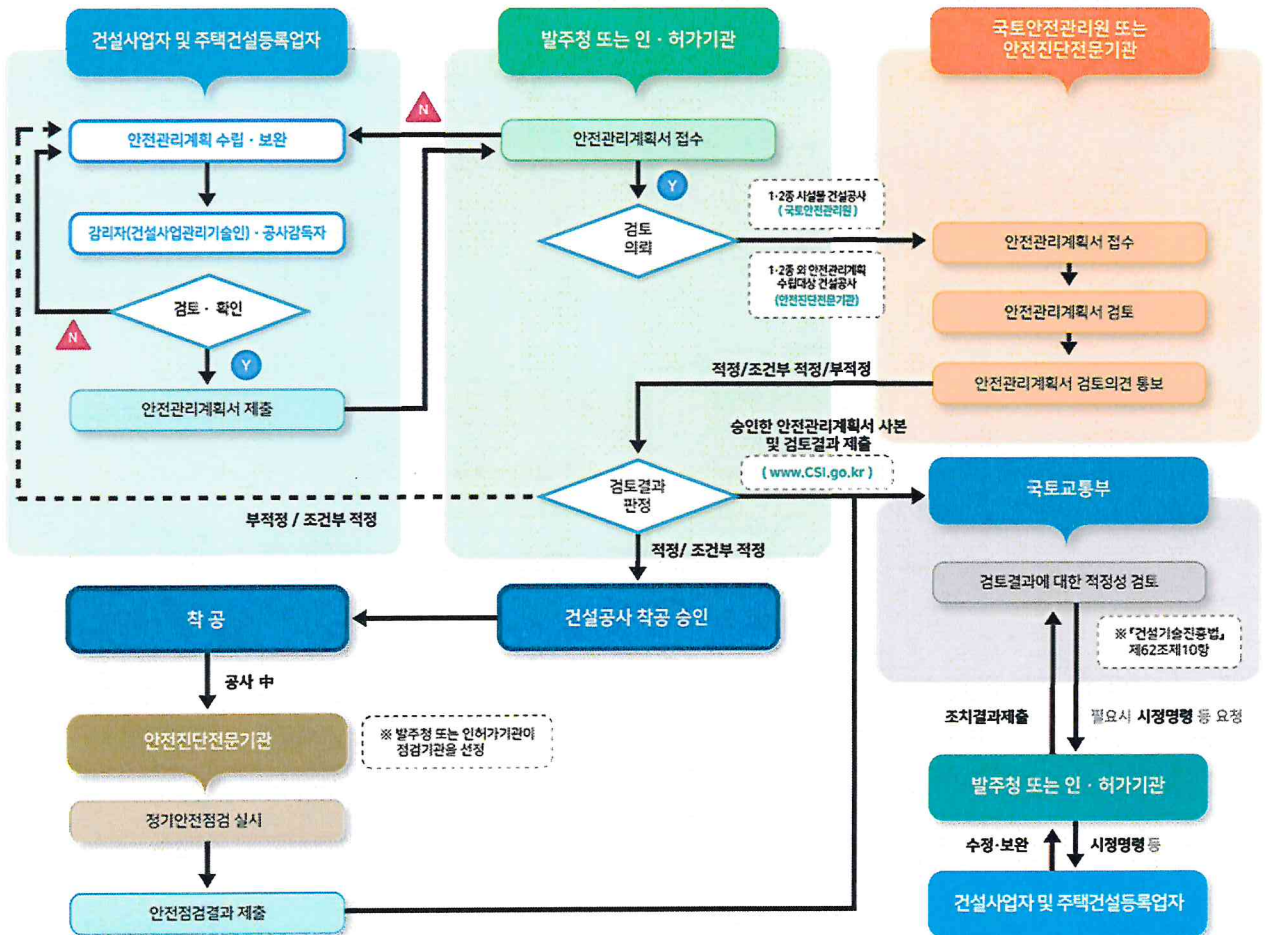 건설사업자 및 주택건설등록업자
발주청 또는 인 · 허가기관
국토안전관리원 또는
안전진단전문기관
N
안전관리계획 수립 · 보완
안전관리계획서 접수
Y
1·2종 시설물 건설공사
( 국토안전관리원 )
감리자(건설사업관리기술인) · 공사감독자
검토
의뢰
안전관리계획서 접수
1·2종 외 안전관리계획
수립대상 건설공사
(안전진단전문기관)
검토 · 확인
N
안전관리계획서 검토
Y
적정/조건부 적정/부적정
안전관리계획서 검토의견 통보
안전관리계획서 제출
승인한 안전관리계획서 사본
및 검토결과 제출
( www.CSI.go.kr )
검토결과
판정
국토교통부
부적정 / 조건부 적정
적정/ 조건부 적정
검토결과에 대한 적정성 검토
착 공
건설공사 착공 승인
※『건설기술진흥법』
제62조제10항
공사 中
조치결과제출
필요시 시정명령 등 요청
안전진단전문기관
※ 발주청 또는 인허가기관이
점검기관을 선정
발주청 또는 인 · 허가기관
정기안전점검 실시
수정·보완
시정명령 등
안전점검결과 제출
건설사업자 및 주택건설등록업자